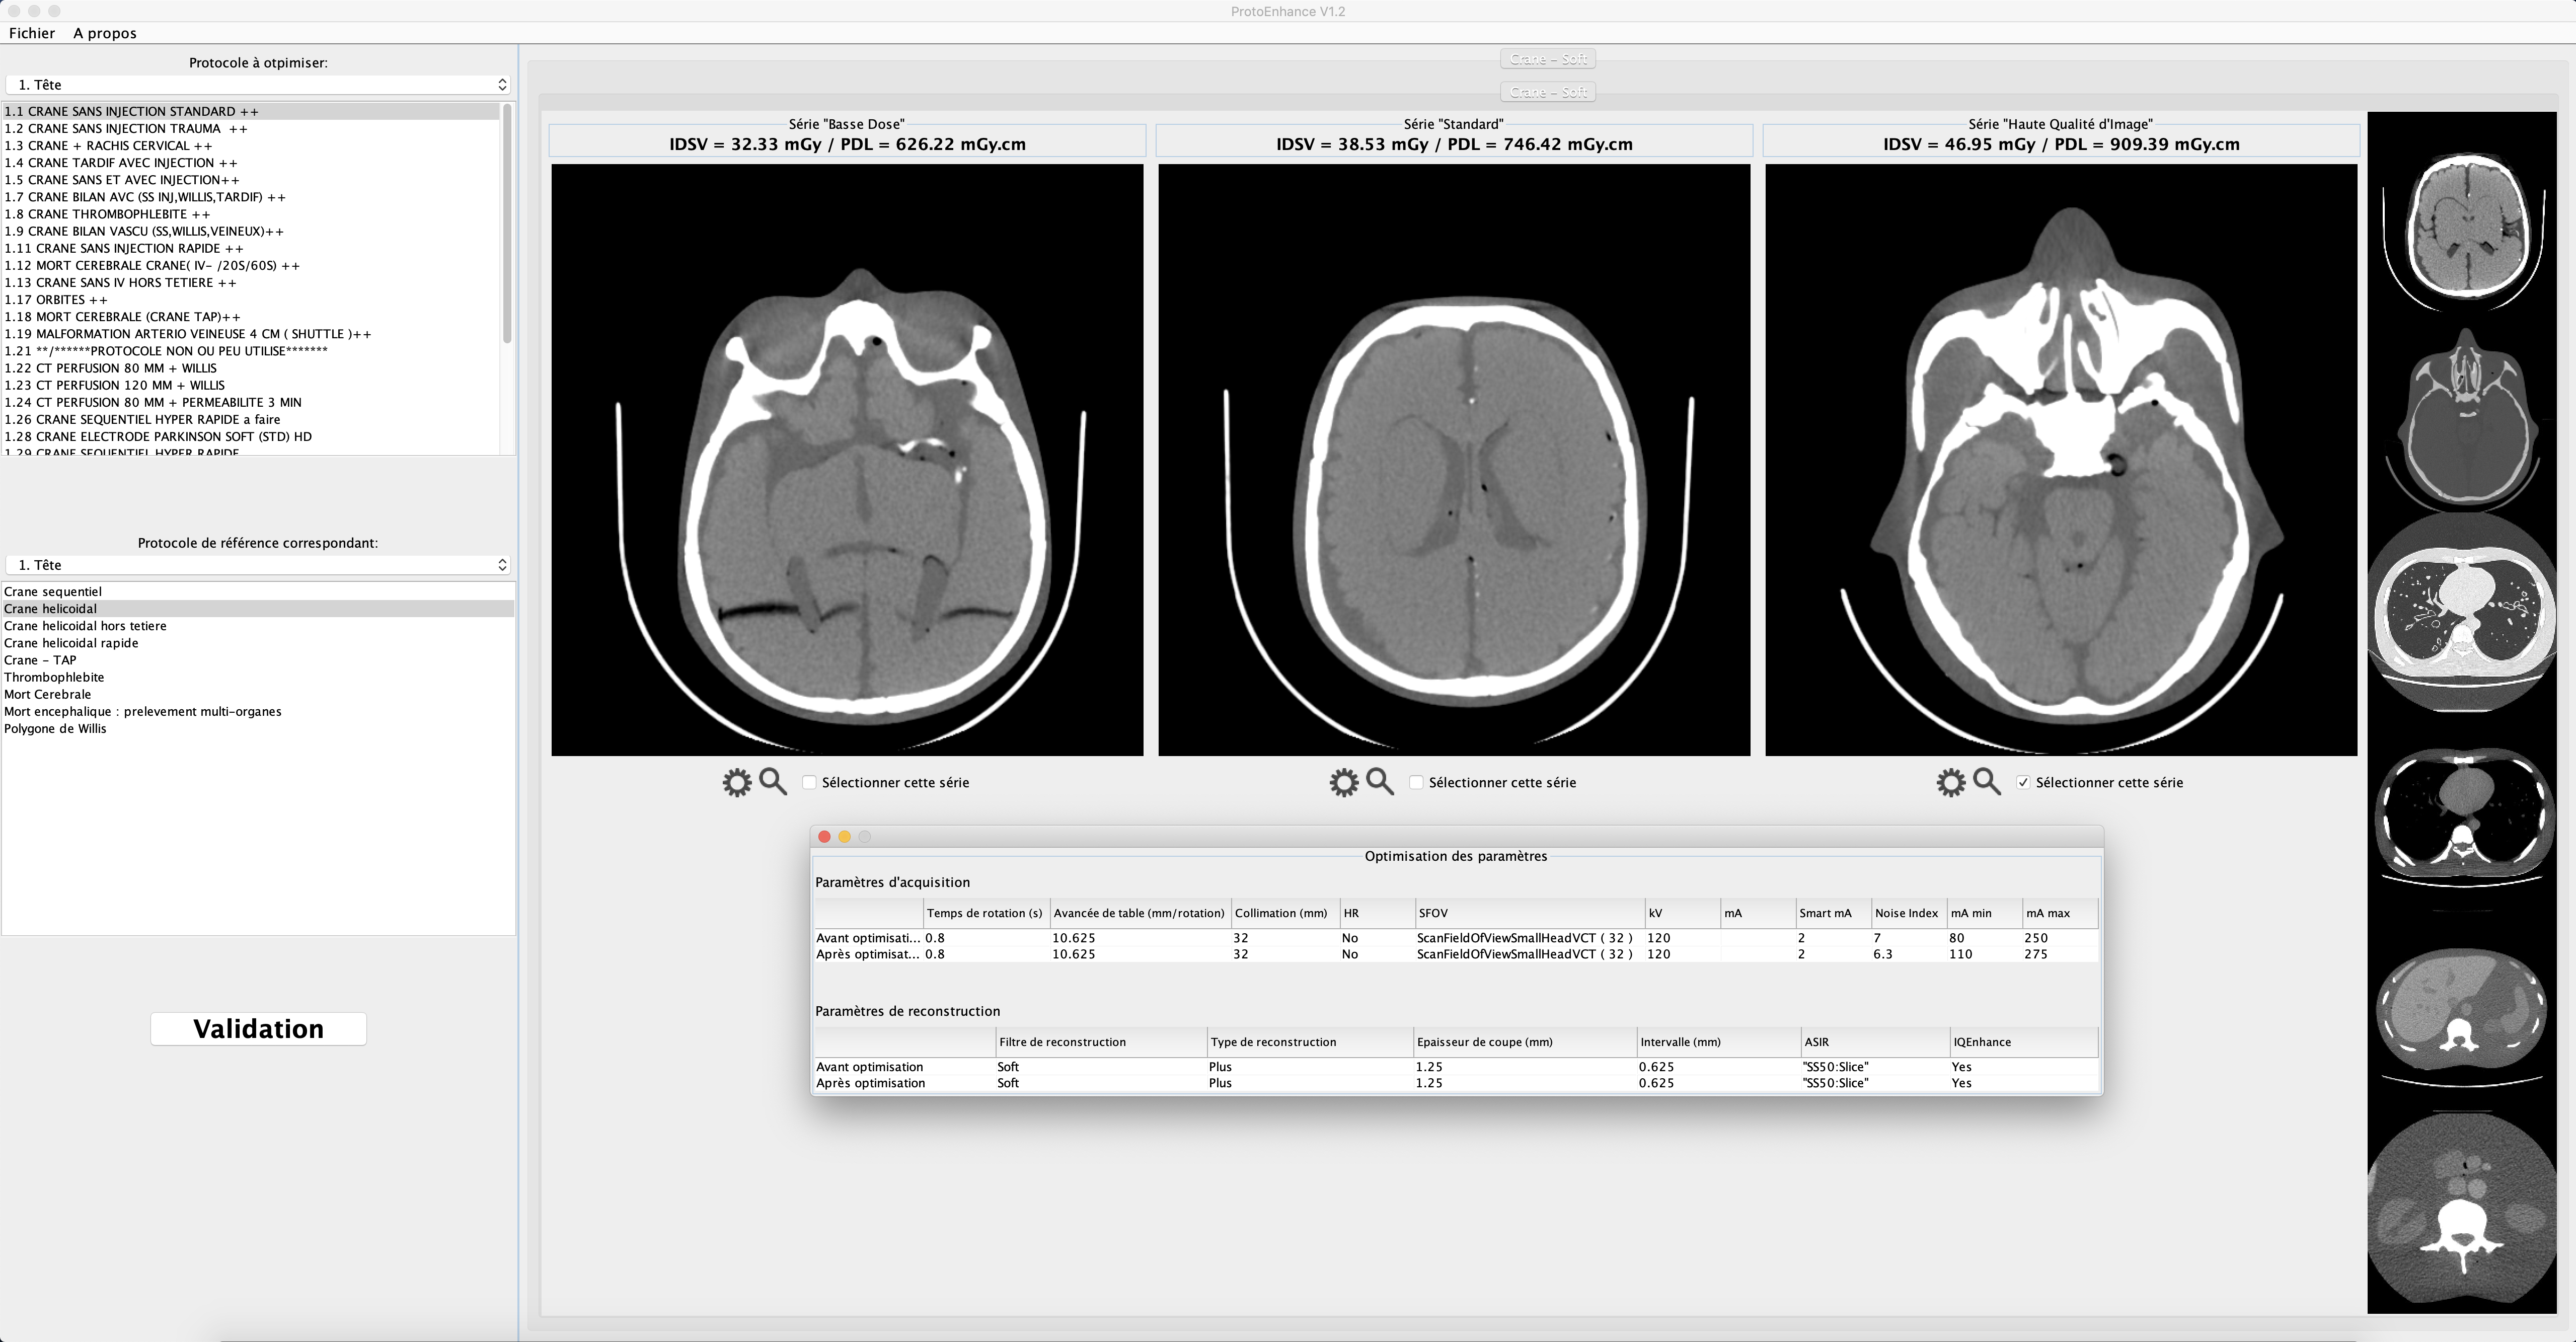 ProtoEnhance V1.2
Fichier A propos
Protocole à otpimiser:
1. Tête
1.1 CRANE SANS INJECTION STANDARD ++
1.2 CRANE SANS INJECTION TRAUMA ++
1.3 CRANE + RACHIS CERVICAL ++
1.4 CRANE TARDIF AVEC INJECTION ++
1.5 CRANE SANS ET AVEC INJECTION++
1.7 CRANE BILAN AVC (SS INJ,WILLIS,TARDIF) ++
1.8 CRANE THROMBOPHLEBITE ++
1.9 CRANE BILAN VASCU (SS,WILLIS,VEINEUX)++
1.11 CRANE SANS INJECTION RAPIDE ++
1.12 MORT CEREBRALE CRANE( IV- /20S/60S) ++
1.13 CRANE SANS IV HORS TETIERE ++
1.17 ORBITES ++
1.18 MORT CEREBRALE (CRANE TAP)++
1.19 MALFORMATION ARTERIO VEINEUSE 4 CM ( SHUTTLE )++
1.21 **/******PROTOCOLE NON OU PEU UTILISE*******
1.22 CT PERFUSION 80 MM + WILLIS
1.23 CT PERFUSION 120 MM + WILLIS
1.24 CT PERFUSION 80 MM + PERMEABILITE 3 MIN
1.26 CRANE SEQUENTIEL HYPER RAPIDE a faire
1.28 CRANE ELECTRODE PARKINSON SOFT (STD) HD
1.29 CRANE SEQUENTIEL HYPER RAPIDE
Protocole de référence correspondant:
1. Tête
Crane sequentiel
Crane helicoidal
Crane helicoidal hors tetiere
Crane helicoidal rapide
Crane - TAP
Thrombophlebite
Mort Cerebrale
Mort encephalique : prelevement multi-organes
Polygone de Willis
Validation
Crane - Soft
Crane - Soft
Série "Basse Dose"
IDSV = 32.33 mGy / PDL = 626.22 mGy.cm
Sélectionner cette série
Série "Standard"
IDSV = 38.53 mGy / PDL = 746.42 mGy.cm
Sélectionner cette série
Série "Haute Qualité d'Image"
IDSV = 46.95 mGy / PDL = 909.39 mGy.cm
Sélectionner cette série
Optimisation des paramètres
Paramètres d'acquisition
Temps de rotation (s) Avancée de table (mm/rotation) Collimation (mm) HR SFOV kV mA Smart mA Noise Index mA min mA max
Avant optimisati... 0.8 10.625 32 No ScanFieldOfViewSmallHeadVCT ( 32 ) 120 2 7 80 250
Après optimisat... 0.8 10.625 32 No ScanFieldOfViewSmallHeadVCT ( 32 ) 120 2 6.3 110 275
Paramètres de reconstruction
Filtre de reconstruction Type de reconstruction Epaisseur de coupe (mm) Intervalle (mm) ASIR IQEnhance
Avant optimisation Soft Plus 1.25 0.625 "SS50:Slice" Yes
Après optimisation Soft Plus 1.25 0.625 "SS50:Slice" Yes